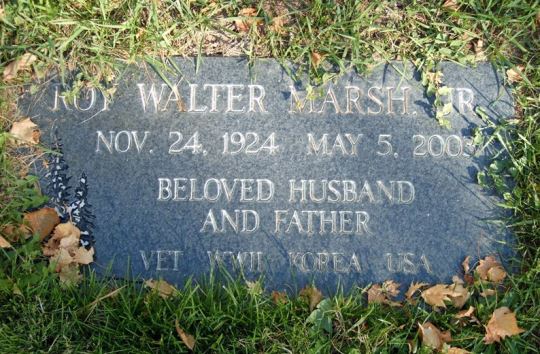 ROY WALTER MARSH, JR
NOV. 24, 1924 MAY 5, 2003
BELOVED HUSBAND
AND FATHER
VET WWII KOREA USA